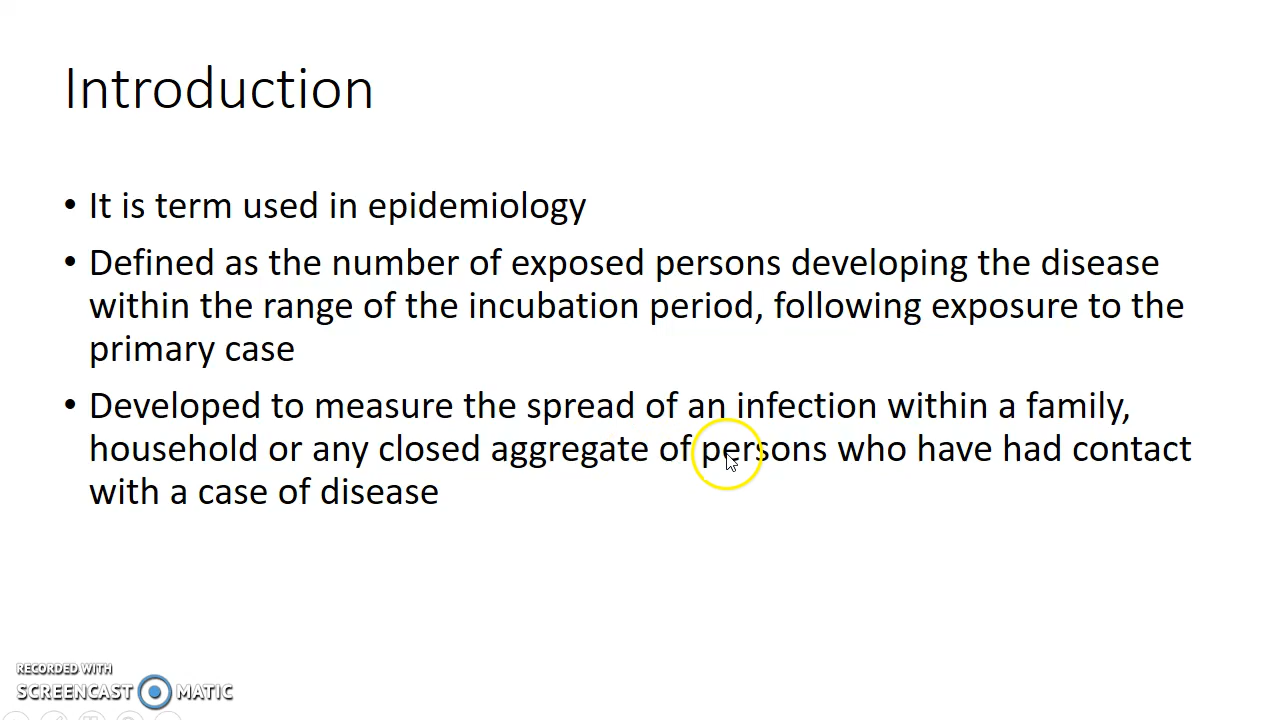 Introduction
• It is term used in epidemiology
• Defined as the number of exposed persons developing the disease
within the range of the incubation period, following exposure to the
primary case
• Developed to measure the spread of an infection within a family,
household or any closed aggregate of persons who have had contact
with a case of disease
RECORDED WITH
SCREENCAST MATIC